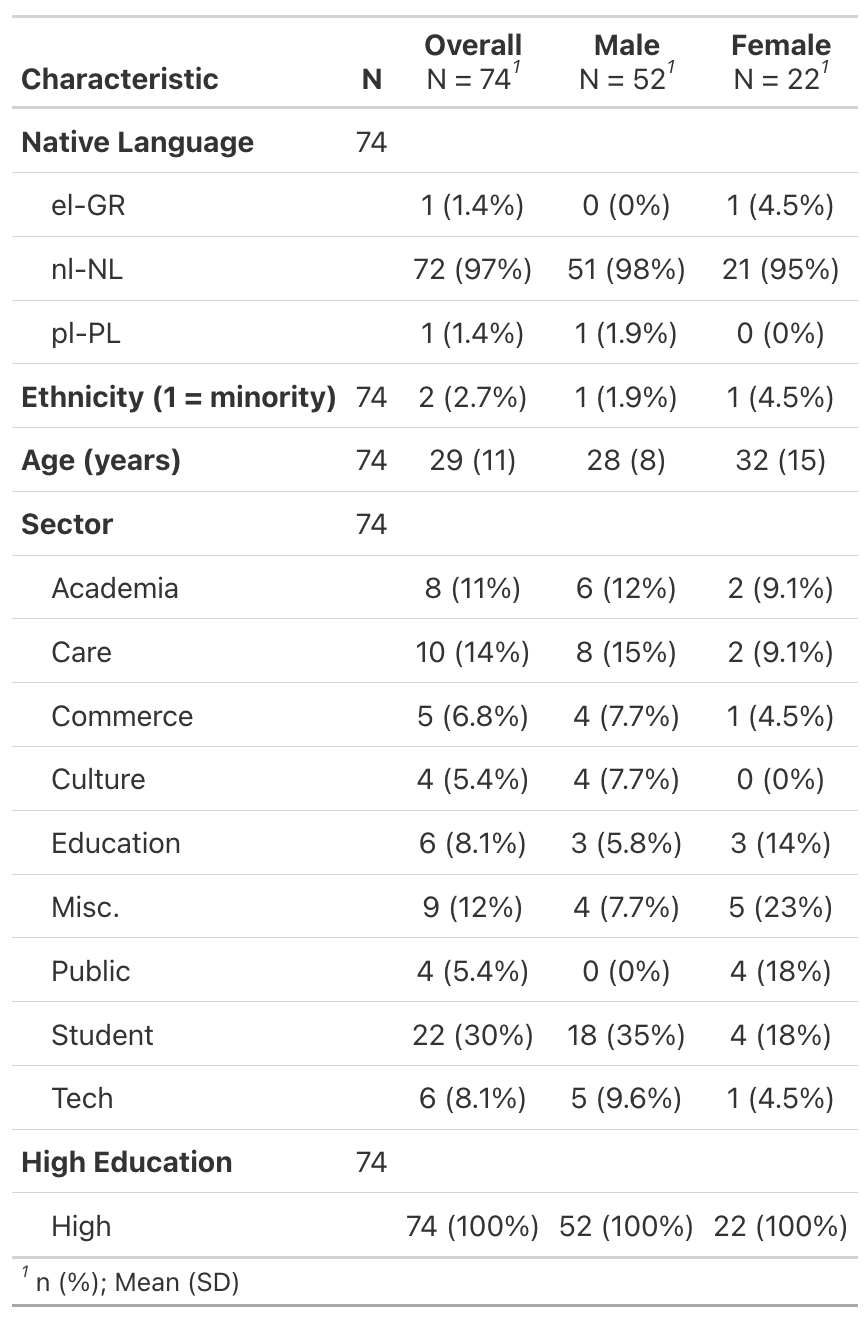 Characteristic N Overall N = 74¹ Male N = 52¹ Female N = 22¹
Native Language 74
el-GR 1 (1.4%) 0 (0%) 1 (4.5%)
nl-NL 72 (97%) 51 (98%) 21 (95%)
pl-PL 1 (1.4%) 1 (1.9%) 0 (0%)
Ethnicity (1 = minority) 74 2 (2.7%) 1 (1.9%) 1 (4.5%)
Age (years) 74 29 (11) 28 (8) 32 (15)
Sector 74
Academia 8 (11%) 6 (12%) 2 (9.1%)
Care 10 (14%) 8 (15%) 2 (9.1%)
Commerce 5 (6.8%) 4 (7.7%) 1 (4.5%)
Culture 4 (5.4%) 4 (7.7%) 0 (0%)
Education 6 (8.1%) 3 (5.8%) 3 (14%)
Misc. 9 (12%) 4 (7.7%) 5 (23%)
Public 4 (5.4%) 0 (0%) 4 (18%)
Student 22 (30%) 18 (35%) 4 (18%)
Tech 6 (8.1%) 5 (9.6%) 1 (4.5%)
High Education 74
High 74 (100%) 52 (100%) 22 (100%)
¹ n (%); Mean (SD)